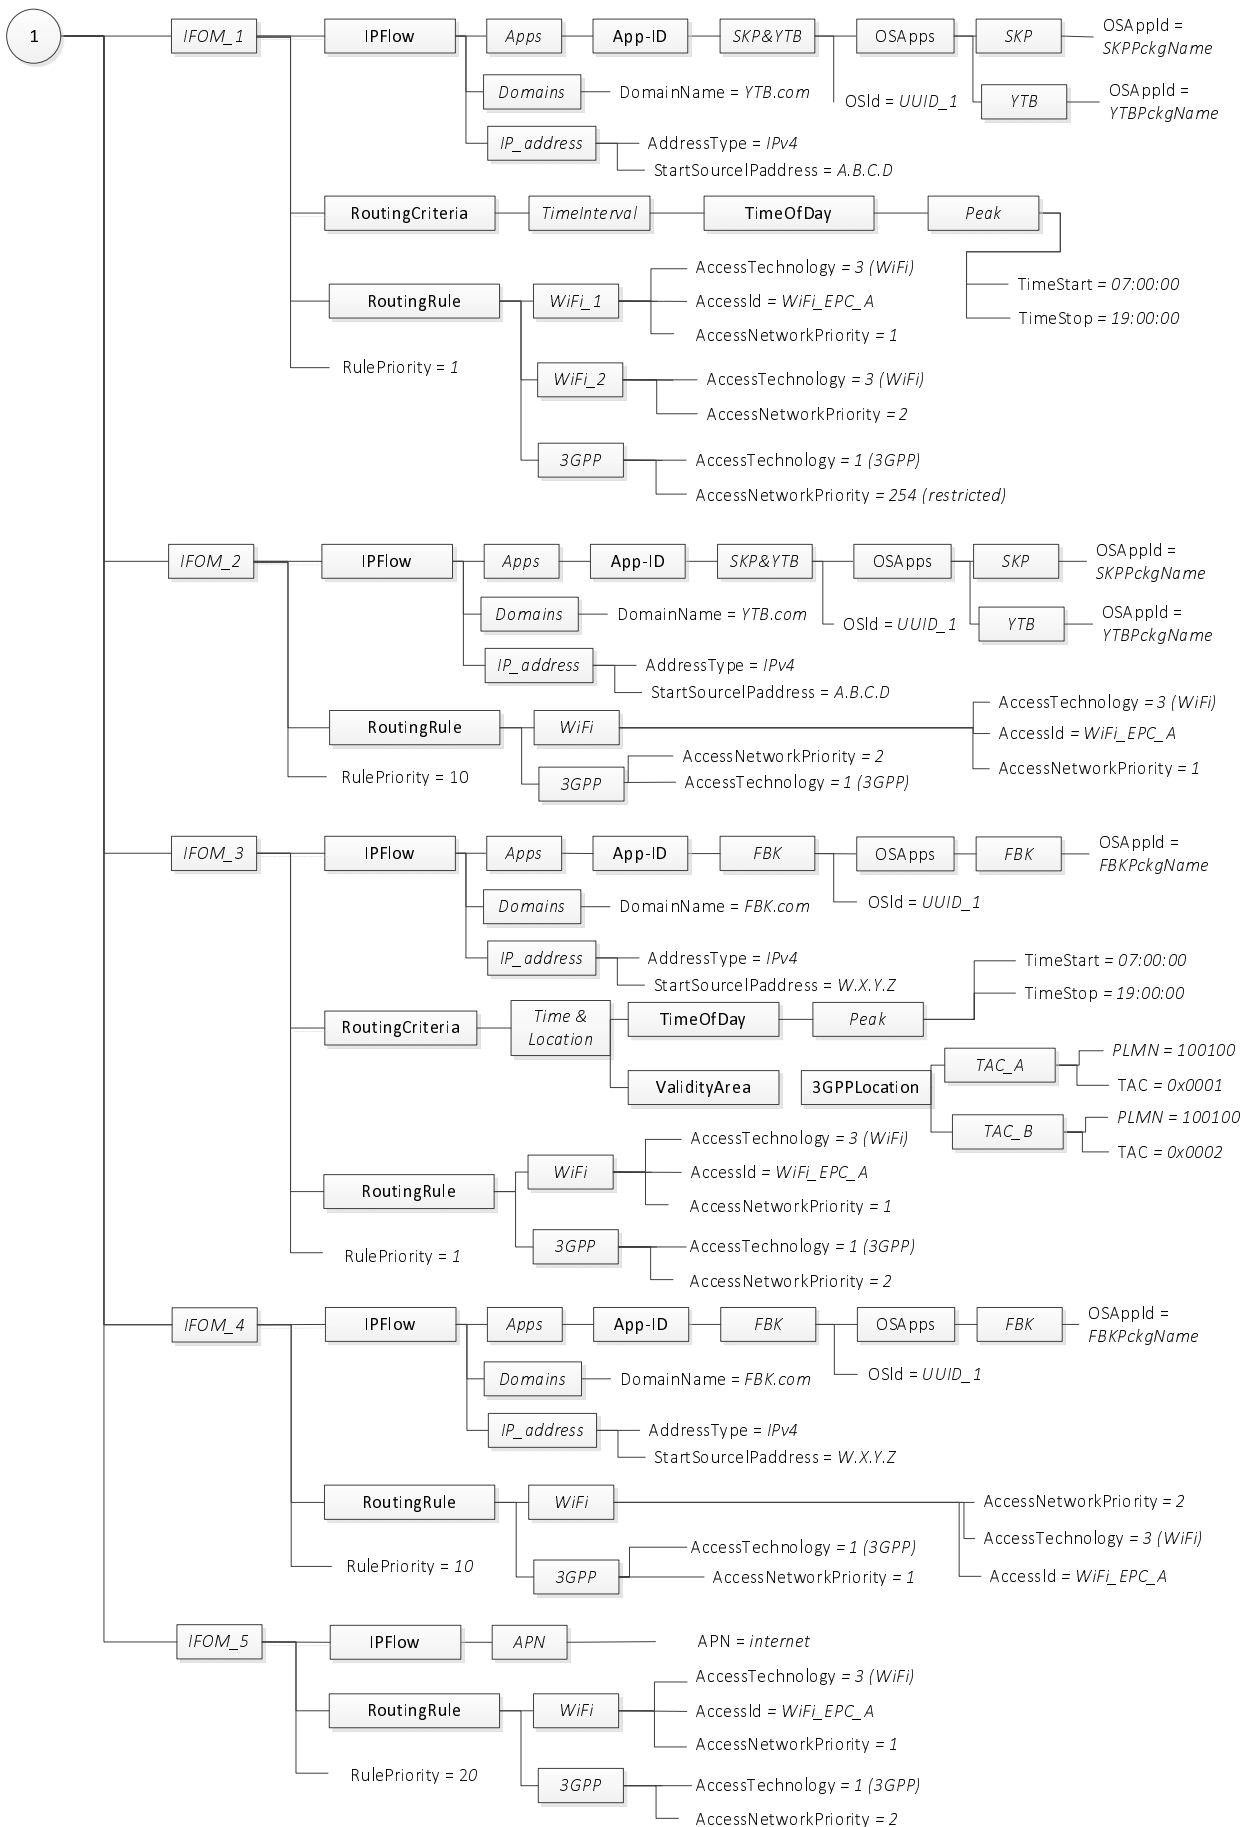 1
IFOM_1
IPFlow
Apps
App-ID
SKP&YTB
OSApps
SKP
OSAppId =
SKPPckgName
Domains
DomainName = YTB.com
OSId = UUID_1
YTB
OSAppId =
YTBPckgName
IP_address
AddressType = IPv4
StartSourceIPaddress = A.B.C.D
RoutingCriteria
TimeInterval
TimeOfDay
Peak
TimeStart = 07:00:00
TimeStop = 19:00:00
RoutingRule
WiFi_1
AccessTechnology = 3 (WiFi)
AccessId = WiFi_EPC_A
AccessNetworkPriority = 1
RulePriority = 1
WiFi_2
AccessTechnology = 3 (WiFi)
AccessNetworkPriority = 2
3GPP
AccessTechnology = 1 (3GPP)
AccessNetworkPriority = 254 (restricted)
IFOM_2
IPFlow
Apps
App-ID
SKP&YTB
OSApps
SKP
OSAppId =
SKPPckgName
Domains
DomainName = YTB.com
OSId = UUID_1
YTB
OSAppId =
YTBPckgName
IP_address
AddressType = IPv4
StartSourceIPaddress = A.B.C.D
RoutingRule
WiFi
AccessTechnology = 3 (WiFi)
AccessId = WiFi_EPC_A
AccessNetworkPriority = 1
RulePriority = 10
3GPP
AccessNetworkPriority = 2
AccessTechnology = 1 (3GPP)
IFOM_3
IPFlow
Apps
App-ID
FBK
OSApps
FBK
OSAppId =
FBKPckgName
Domains
DomainName = FBK.com
OSId = UUID_1
IP_address
AddressType = IPv4
StartSourceIPaddress = W.X.Y.Z
RoutingCriteria
Time &
Location
TimeOfDay
Peak
TimeStart = 07:00:00
TimeStop = 19:00:00
ValidityArea
3GPPLocation
TAC_A
PLMN = 100100
TAC = 0x0001
TAC_B
PLMN = 100100
TAC = 0x0002
RoutingRule
WiFi
AccessTechnology = 3 (WiFi)
AccessId = WiFi_EPC_A
AccessNetworkPriority = 1
RulePriority = 1
3GPP
AccessTechnology = 1 (3GPP)
AccessNetworkPriority = 2
IFOM_4
IPFlow
Apps
App-ID
FBK
OSApps
FBK
OSAppId =
FBKPckgName
Domains
DomainName = FBK.com
OSId = UUID_1
IP_address
AddressType = IPv4
StartSourceIPaddress = W.X.Y.Z
RoutingRule
WiFi
AccessNetworkPriority = 2
AccessTechnology = 3 (WiFi)
AccessId = WiFi_EPC_A
RulePriority = 10
3GPP
AccessTechnology = 1 (3GPP)
AccessNetworkPriority = 1
IFOM_5
IPFlow
APN
APN = internet
RoutingRule
WiFi
AccessTechnology = 3 (WiFi)
AccessId = WiFi_EPC_A
AccessNetworkPriority = 1
RulePriority = 20
3GPP
AccessTechnology = 1 (3GPP)
AccessNetworkPriority = 2